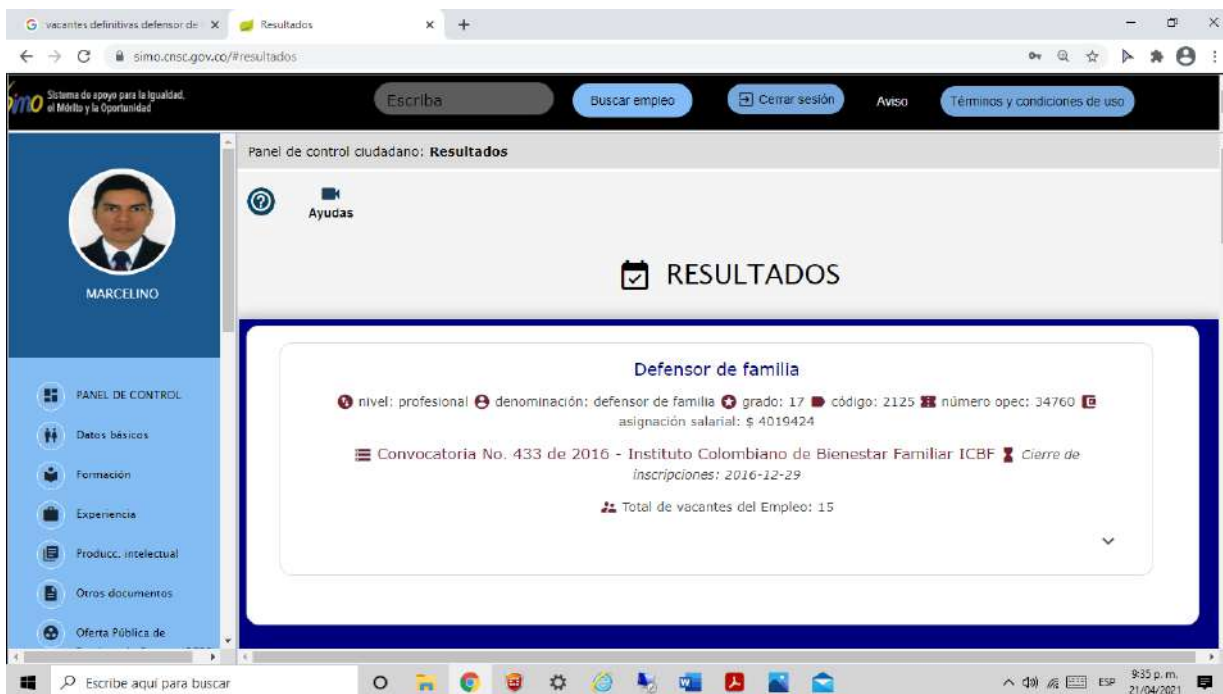 vacantes definitivas defensor de
Resultados
simo.cnsc.gov.co/#resultados
Sistema de apoyo para la Igualdad,
el Mérito y la Oportunidad
Escriba
Buscar empleo
Cerrar sesión
Aviso
Términos y condiciones de uso
Panel de control ciudadano: Resultados
Ayudas
MARCELINO
RESULTADOS
Defensor de familia
nivel: profesional denominación: defensor de familia grado: 17 código: 2125 número opec: 34760
asignación salarial: $ 4019424
Convocatoria No. 433 de 2016 - Instituto Colombiano de Bienestar Familiar ICBF Cierre de
inscripciones: 2016-12-29
Total de vacantes del Empleo: 15
PANEL DE CONTROL
Datos básicos
Formación
Experiencia
Producc. intelectual
Otros documentos
Oferta Pública de
Escribe aquí para buscar
ESP
9:35 p. m.
21/04/2021